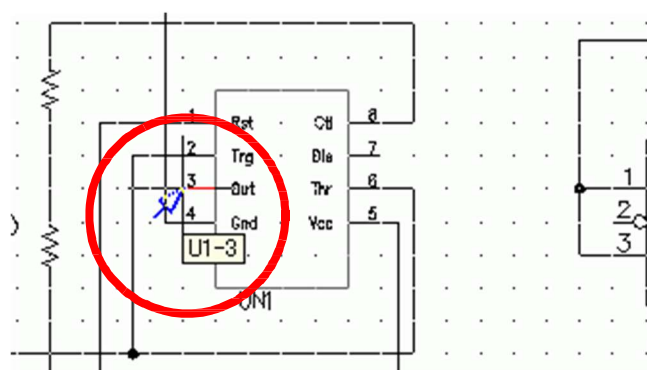 1 Rst Ctl 8
2 Trg Dis 7
3 Out Thr 6
4 Gnd Vcc 5
U1-3
UN1
1
2
3